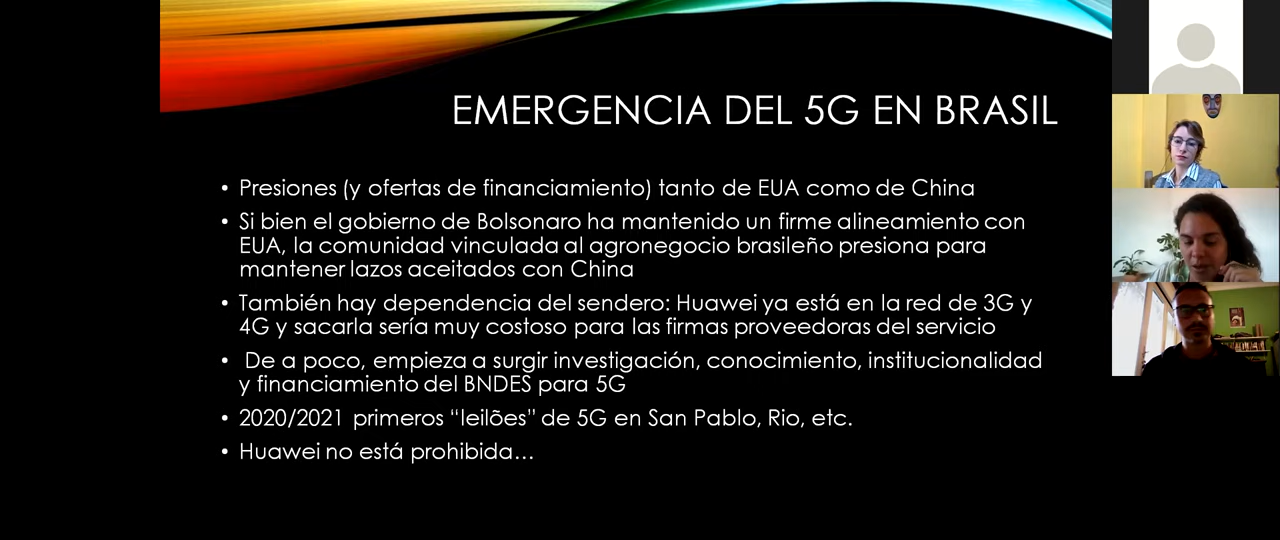 EMERGENCIA DEL 5G EN BRASIL
• Presiones (y ofertas de financiamiento) tanto de EUA como de China
• Si bien el gobierno de Bolsonaro ha mantenido un firme alineamiento con
EUA, la comunidad vinculada al agronegocio brasileño presiona para
mantener lazos aceitados con China
• También hay dependencia del sendero: Huawei ya está en la red de 3G y
4G y sacarla sería muy costoso para las firmas proveedoras del servicio
• De a poco, empieza a surgir investigación, conocimiento, institucionalidad
y financiamiento del BNDES para 5G
• 2020/2021 primeros “leilões” de 5G en San Pablo, Rio, etc.
• Huawei no está prohibida…